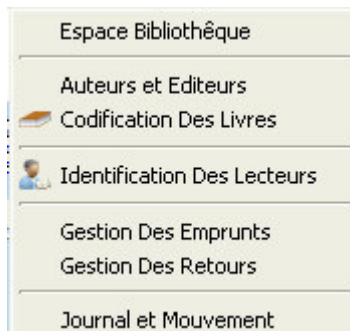 Espace Bibliothêque
Auteurs et Editeurs
Codification Des Livres
Identification Des Lecteurs
Gestion Des Emprunts
Gestion Des Retours
Journal et Mouvement